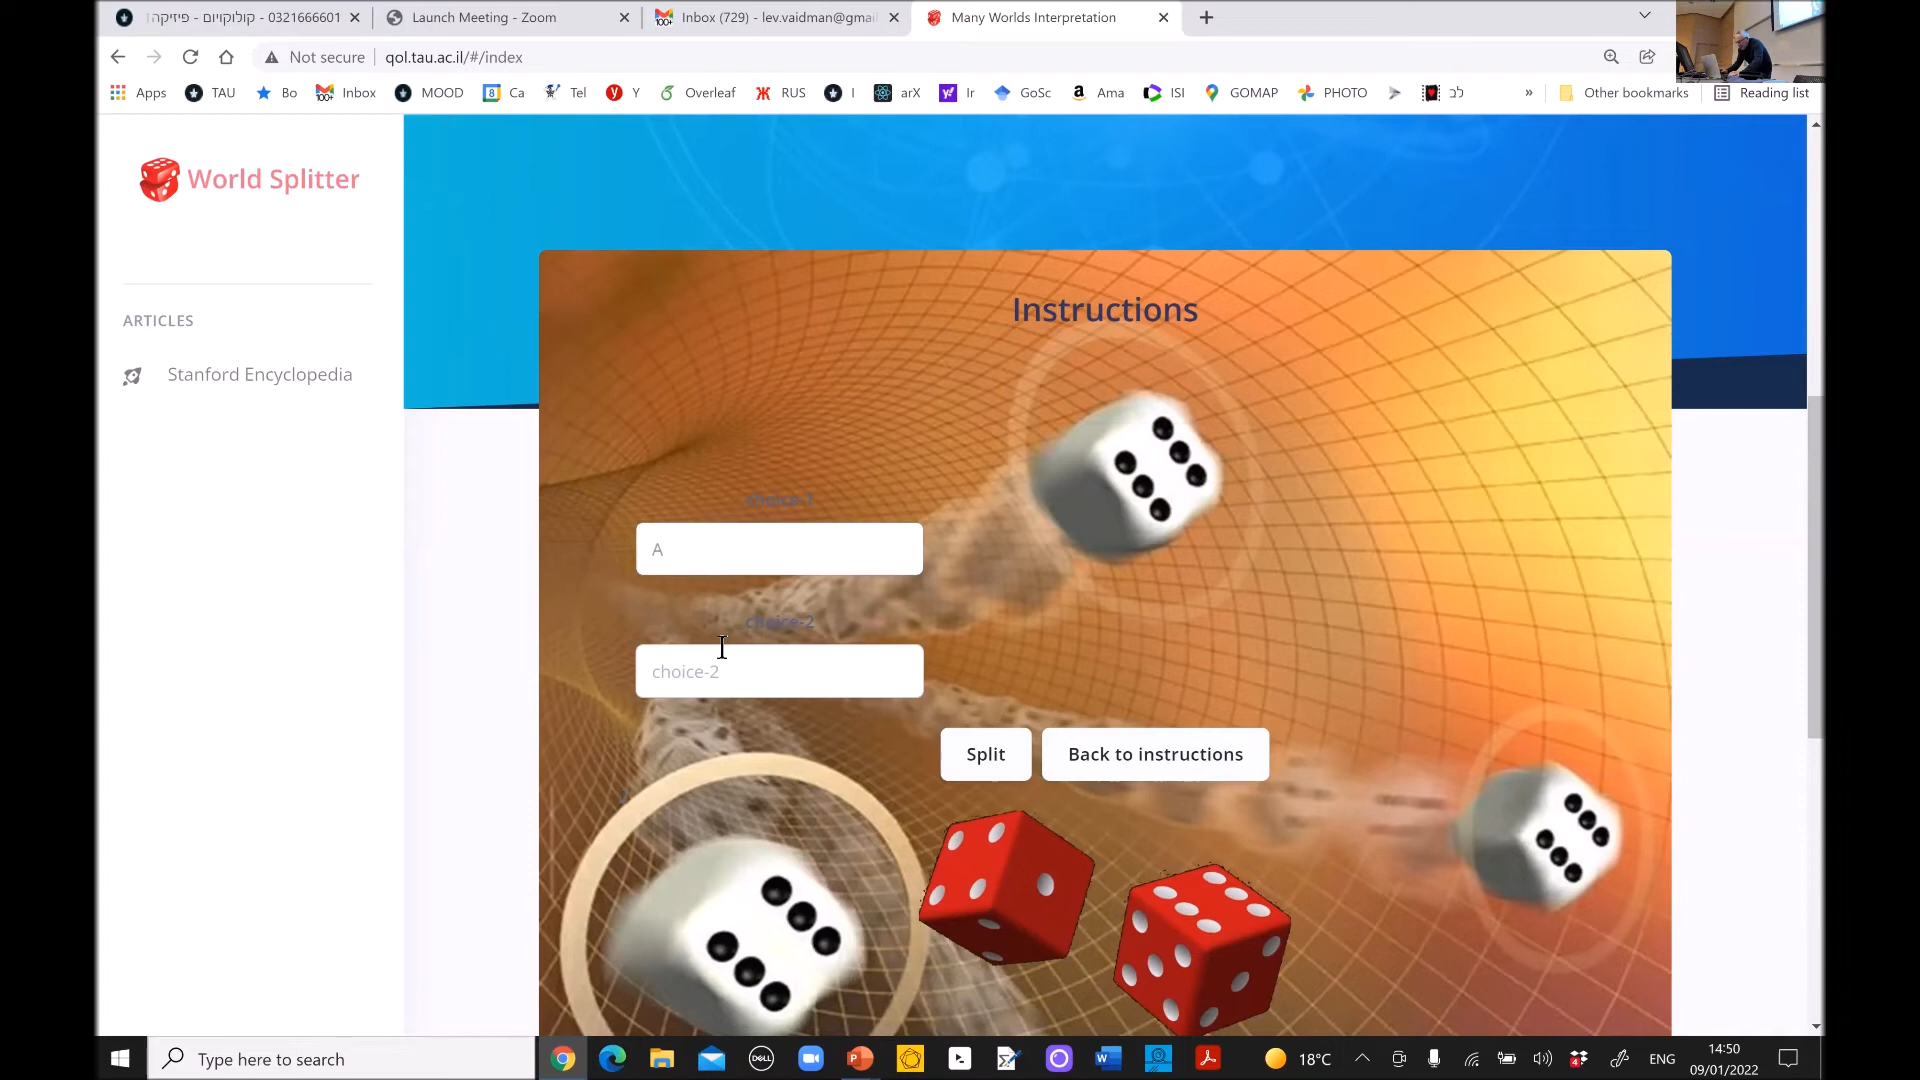 0321666601 - קולוקויום - פיזיקה
Launch Meeting - Zoom
Inbox (729) - lev.vaidman@gmai
Many Worlds Interpretation
Not secure
qol.tau.ac.il/#/index
Apps
TAU
Bo
Inbox
MOOD
8
Ca
Tel
Y
Overleaf
RUS
I
arX
Ir
GoSc
Ama
ISI
GOMAP
PHOTO
לב
»
Other bookmarks
Reading list
World Splitter
ARTICLES
Stanford Encyclopedia
Instructions
choice-1
A
choice-2
choice-2
Split
Back to instructions
Type here to search
18°C
ENG
14:50
09/01/2022